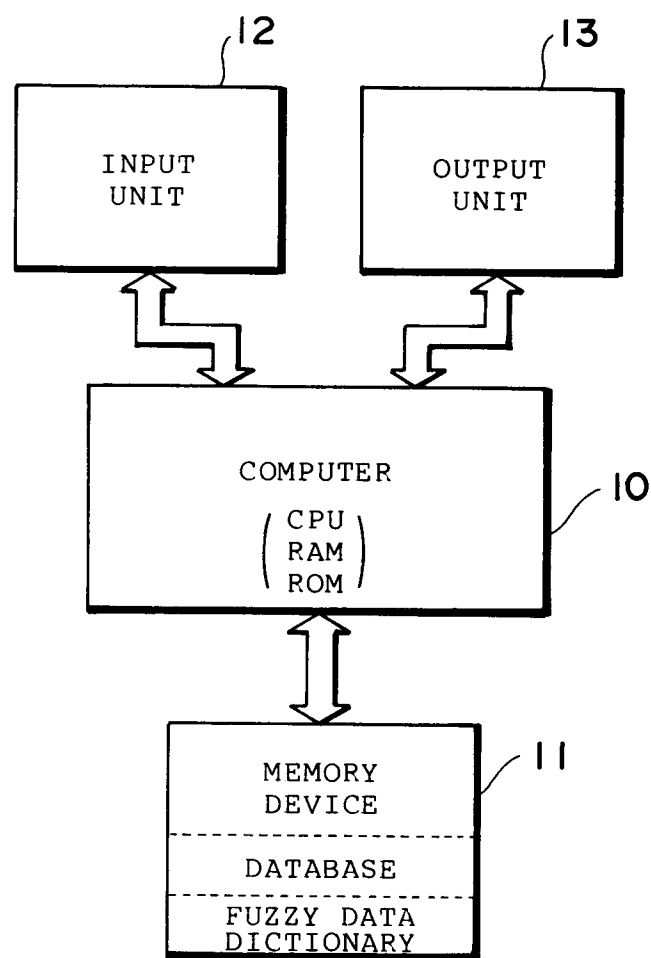 12
13
INPUT
UNIT
OUTPUT
UNIT
COMPUTER
10
CPU
RAM
ROM
11
MEMORY
DEVICE
DATABASE
FUZZY DATA
DICTIONARY